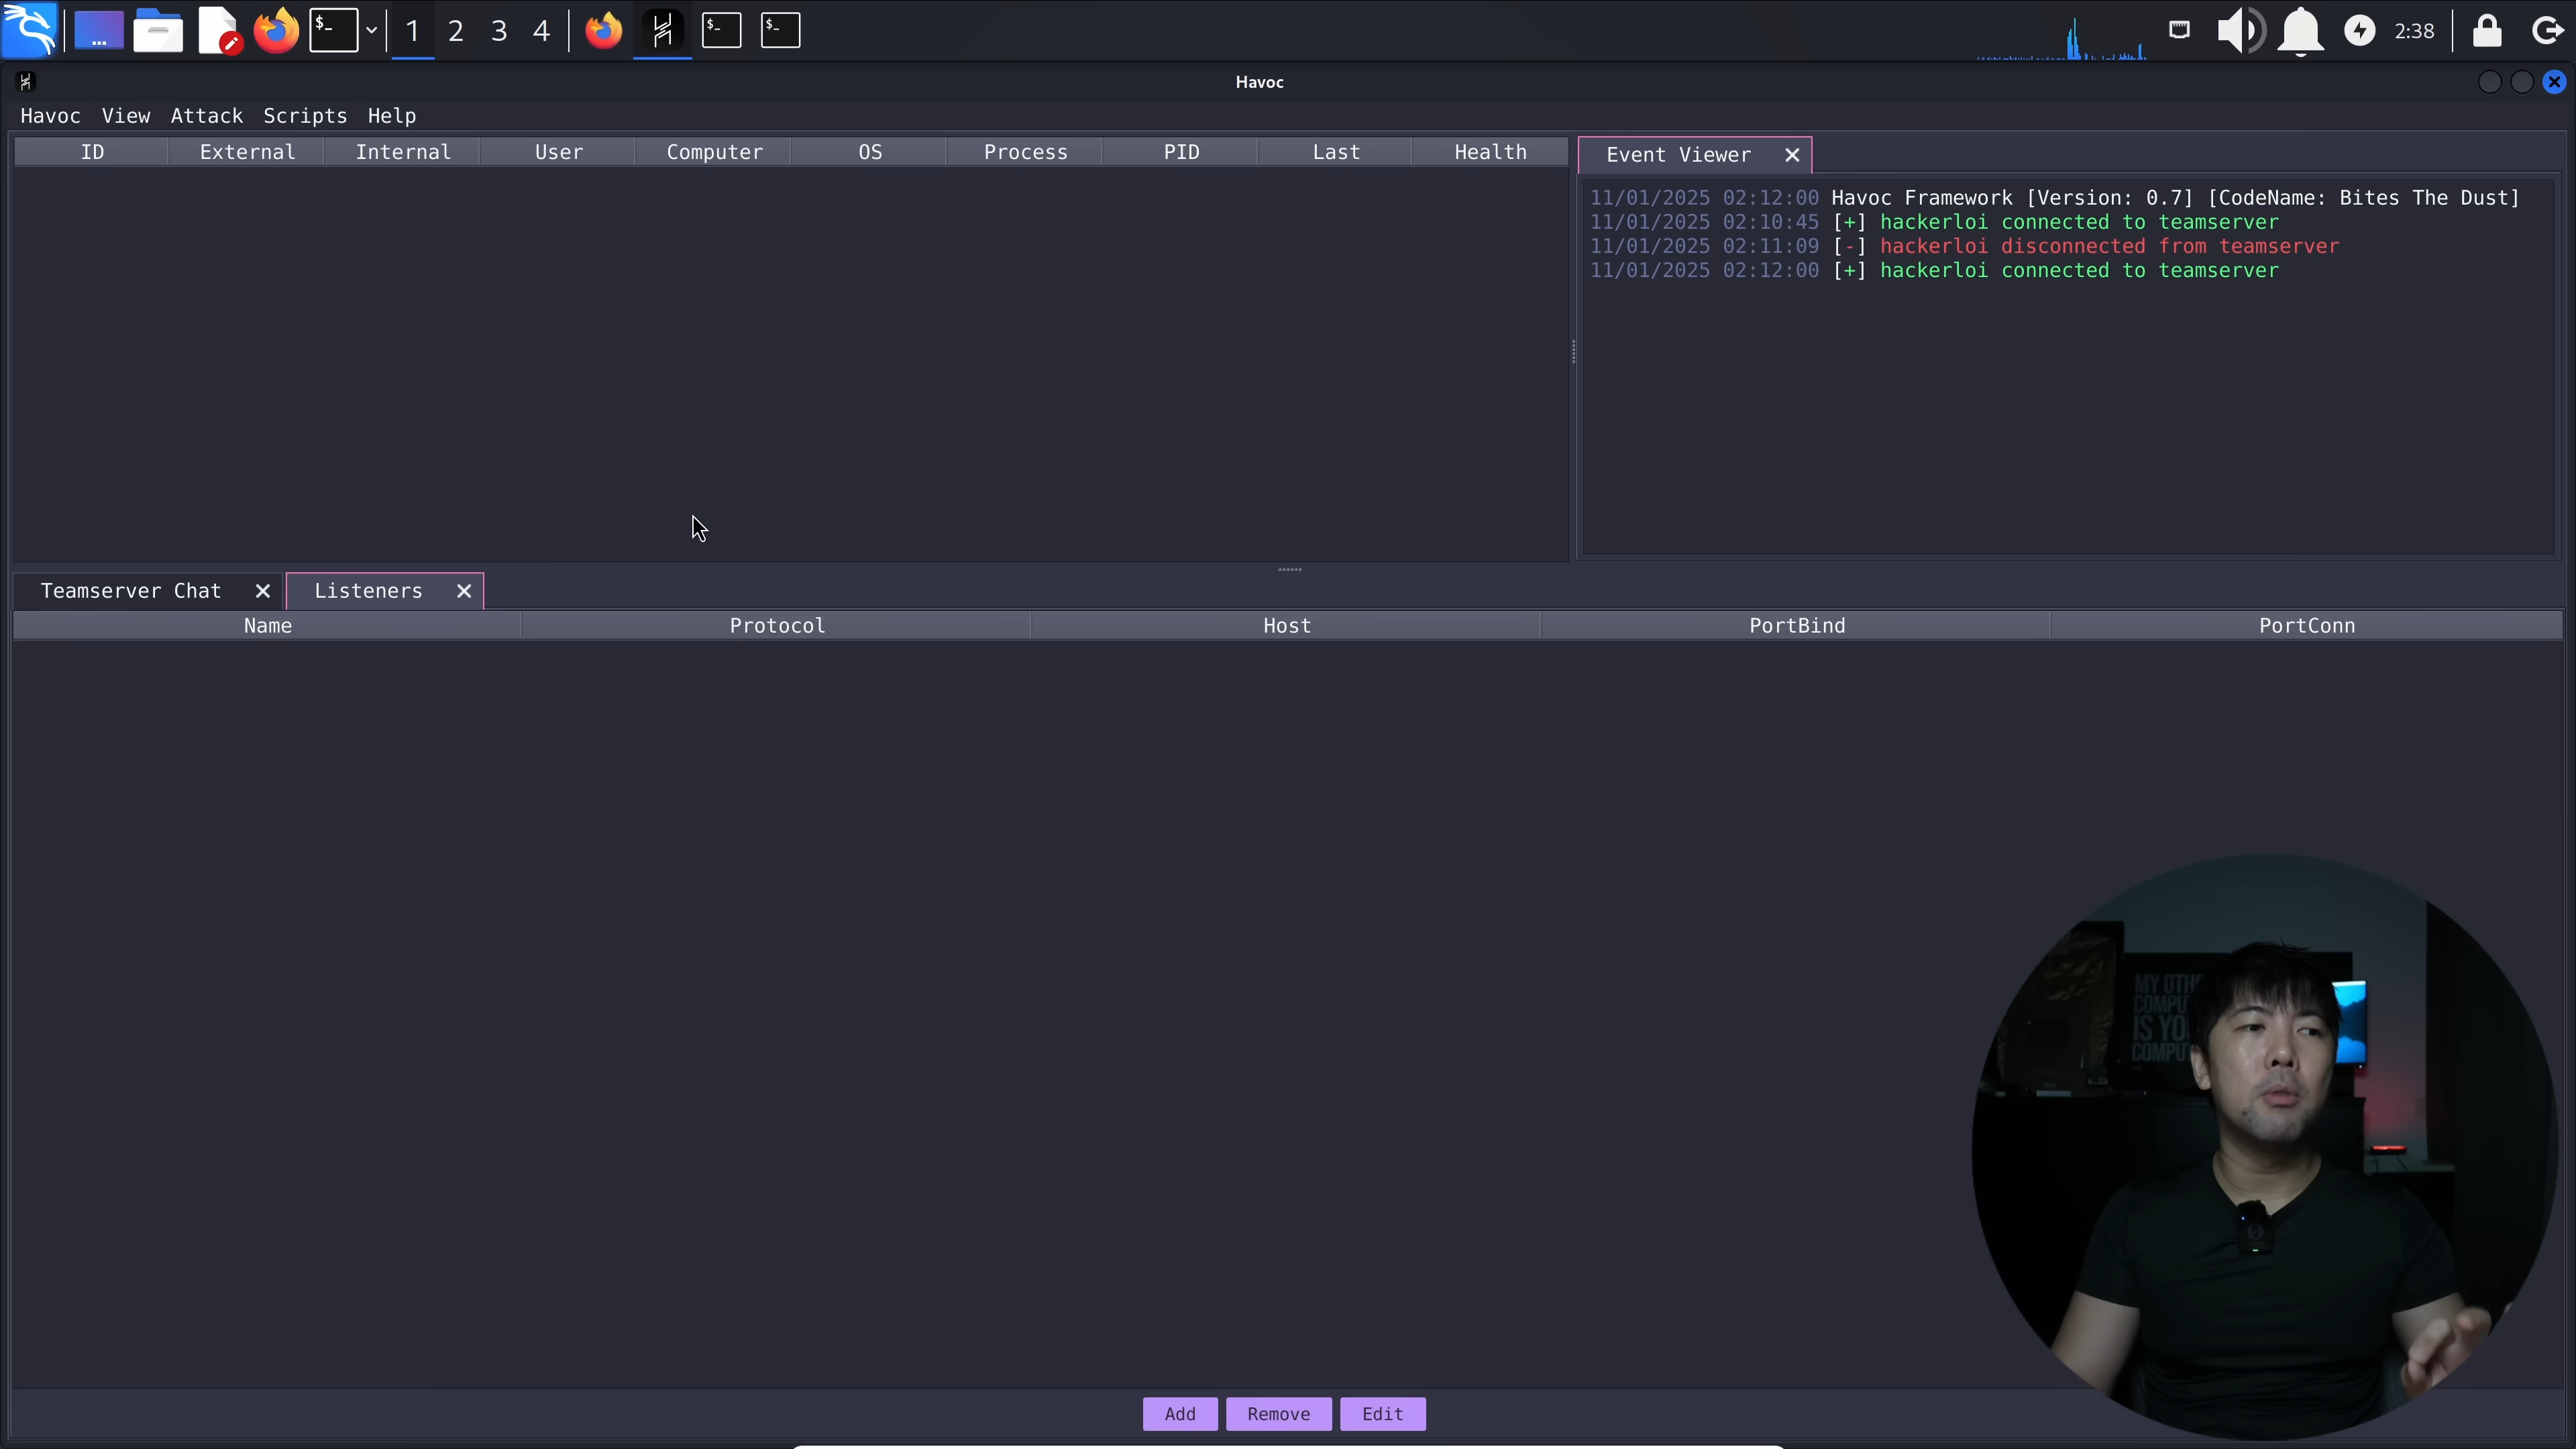 1 2 3 4
2:38
Havoc
Havoc View Attack Scripts Help
ID External Internal User Computer OS Process PID Last Health
Event Viewer
11/01/2025 02:12:00 Havoc Framework [Version: 0.7] [CodeName: Bites The Dust]
11/01/2025 02:10:45 [+] hackerloi connected to teamserver
11/01/2025 02:11:09 [-] hackerloi disconnected from teamserver
11/01/2025 02:12:00 [+] hackerloi connected to teamserver
Teamserver Chat Listeners
Name Protocol Host PortBind PortConn
MY
IS
Add Remove Edit